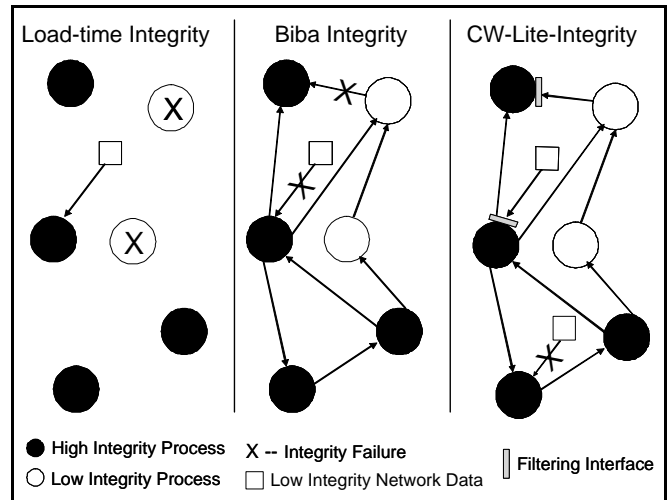 Load-time Integrity
Biba Integrity
CW-Lite-Integrity
X
X
X
X
X
High Integrity Process
X -- Integrity Failure
Low Integrity Process
Low Integrity Network Data
Filtering Interface